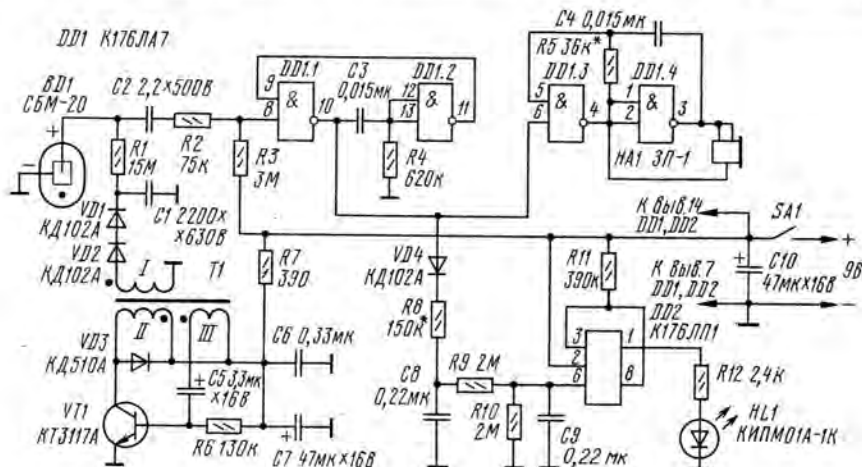 DD1 К176ЛА7
BD1
СБМ-20
+
-
C2 2,2×500В
R1
15М
R2
75к
R3
3М
C1 2200×
×630В
VD1
КД102А
VD2
КД102А
I
T1
II
III
VD3
КД510А
C5 3,3мк
×16В
VT1
КТ3117А
R6 130к
R7
390
C6 0,33мк
C7 47мк×16В
DD1.1
9
8
&
10
C3
0,015мк
DD1.2
12
13
&
11
R4
620к
C4 0,015мк
R5 36к*
DD1.3
5
6
&
4
DD1.4
1
2
&
3
HA1 ЗП-1
VD4
КД102А
R8
150к*
C8
0,22мк
R9 2М
R10
2М
C9
0,22 мк
R11
390к
К выв.14
DD1, DD2
К выв.7
DD1, DD2
SA1
+
9В
-
+
C10
47мк×16В
DD2
К176ЛП1
3
2
6
1
8
R12 2,4к
HL1
КИПМ01А-1К